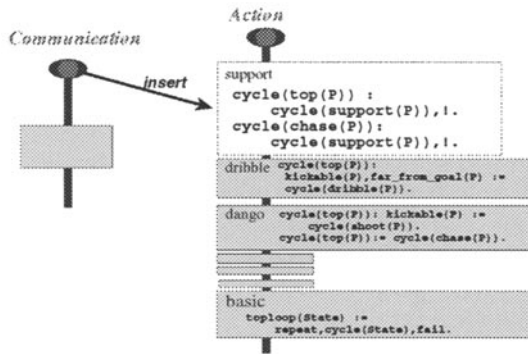 Communication
Action
insert
support
cycle(top(P)) :
cycle(support(P)),!.
cycle(chase(P)):
cycle(support(P)),!.
dribble cycle(top(P)):
kickable(P),far_from_goal(P) :=
cycle(dribble(P)).
dango cycle(top(P)): kickable(P) :=
cycle(shoot(P)).
cycle(top(P)):= cycle(chase(P)).
basic
toploop(State) :=
repeat,cycle(State),fail.